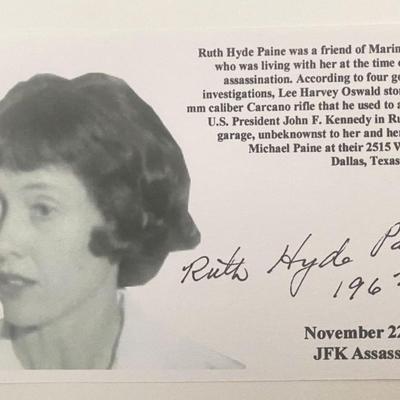 Ruth Hyde Paine was a friend of Marin
who was living with her at the time o
assassination. According to four ge
investigations, Lee Harvey Oswald sto
mm caliber Carcano rifle that he used to a
U.S. President John F. Kennedy in Ru
garage, unbeknownst to her and he
Michael Paine at their 2515 W
Dallas, Texas
Ruth Hyde Pa
196
November 22
JFK Assass